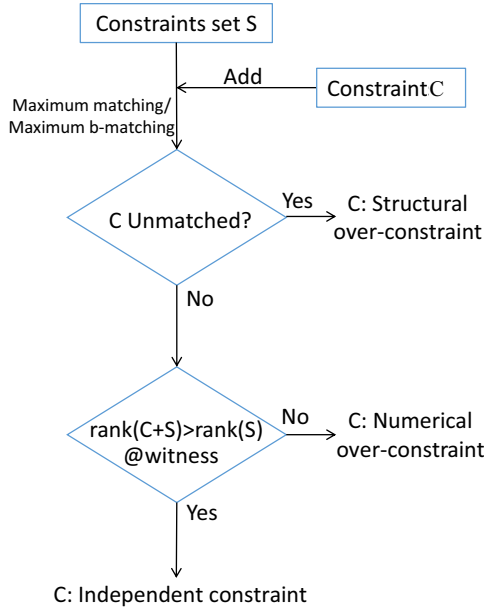 Constraints set S
Add
Constraint C
Maximum matching/
Maximum b-matching
C Unmatched?
Yes
C: Structural
over-constraint
No
rank(C+S)>rank(S)
@witness
No
C: Numerical
over-constraint
Yes
C: Independent constraint